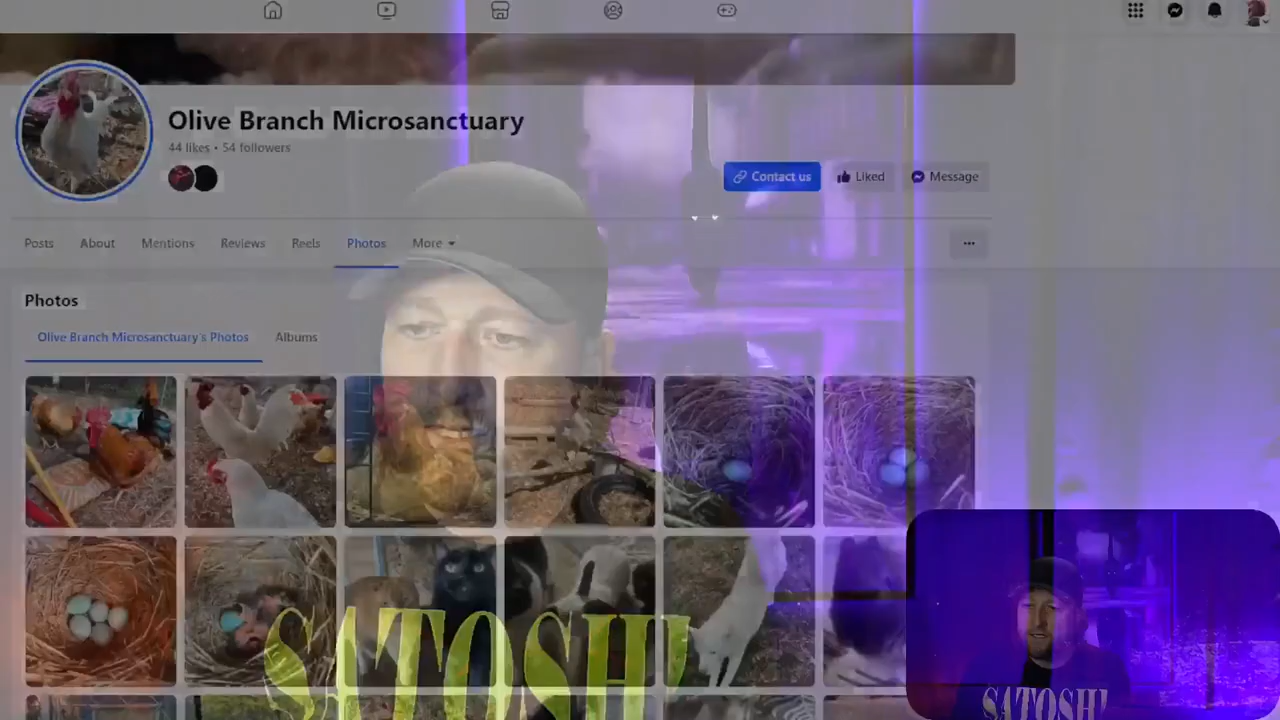 Olive Branch Microsanctuary
44 likes • 54 followers
Contact us
Liked
Message
Posts
About
Mentions
Reviews
Reels
Photos
More
Photos
Olive Branch Microsanctuary's Photos
Albums
SATOSHI
SATOSHI